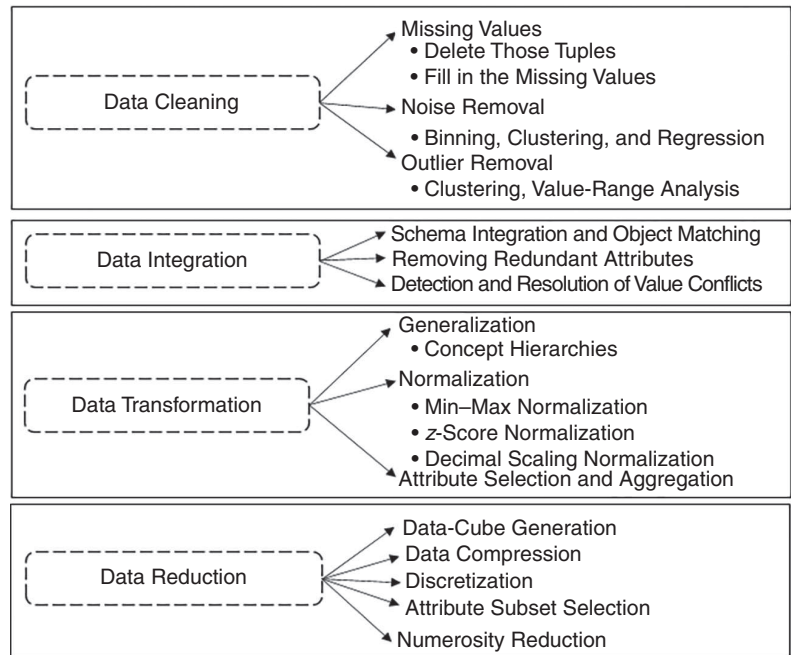 Data Cleaning
Missing Values
• Delete Those Tuples
• Fill in the Missing Values
Noise Removal
• Binning, Clustering, and Regression
Outlier Removal
• Clustering, Value-Range Analysis
Data Integration
Schema Integration and Object Matching
Removing Redundant Attributes
Detection and Resolution of Value Conflicts
Data Transformation
Generalization
• Concept Hierarchies
Normalization
• Min–Max Normalization
• z-Score Normalization
• Decimal Scaling Normalization
Attribute Selection and Aggregation
Data Reduction
Data-Cube Generation
Data Compression
Discretization
Attribute Subset Selection
Numerosity Reduction